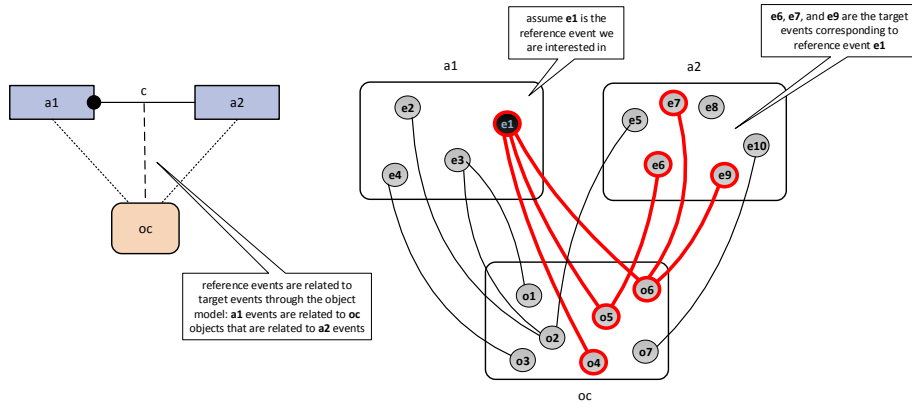 assume e1 is the
reference event we
are interested in
e6, e7, and e9 are the target
events corresponding to
reference event e1
a1
a2
c
a1
a2
oc
e2
e1
e3
e4
e5
e7
e8
e6
e10
e9
reference events are related to
target events through the object
model: a1 events are related to oc
objects that are related to a2 events
o1
o6
o5
o2
o3
o4
o7
oc